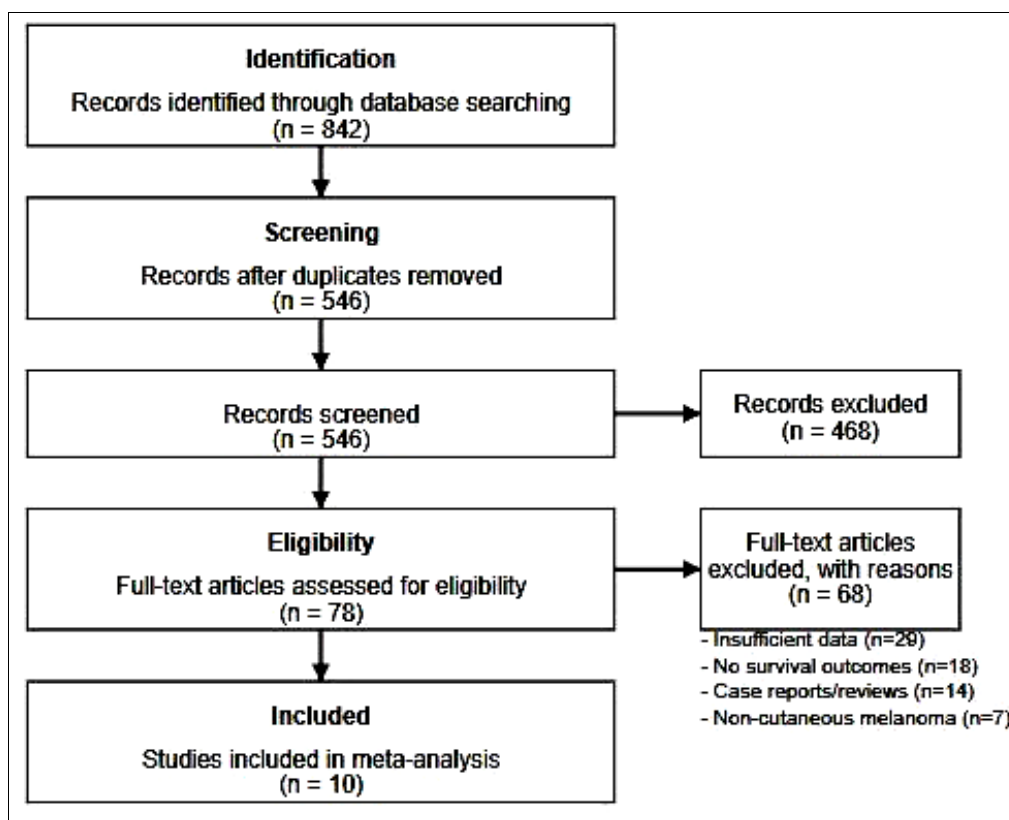 Identification
Records identified through database searching
(n = 842)
Screening
Records after duplicates removed
(n = 546)
Records screened
(n = 546)
Records excluded
(n = 468)
Eligibility
Full-text articles assessed for eligibility
(n = 78)
Full-text articles
excluded, with reasons
(n = 68)
- Insufficient data (n=29)
- No survival outcomes (n=18)
- Case reports/reviews (n=14)
- Non-cutaneous melanoma (n=7)
Included
Studies included in meta-analysis
(n = 10)